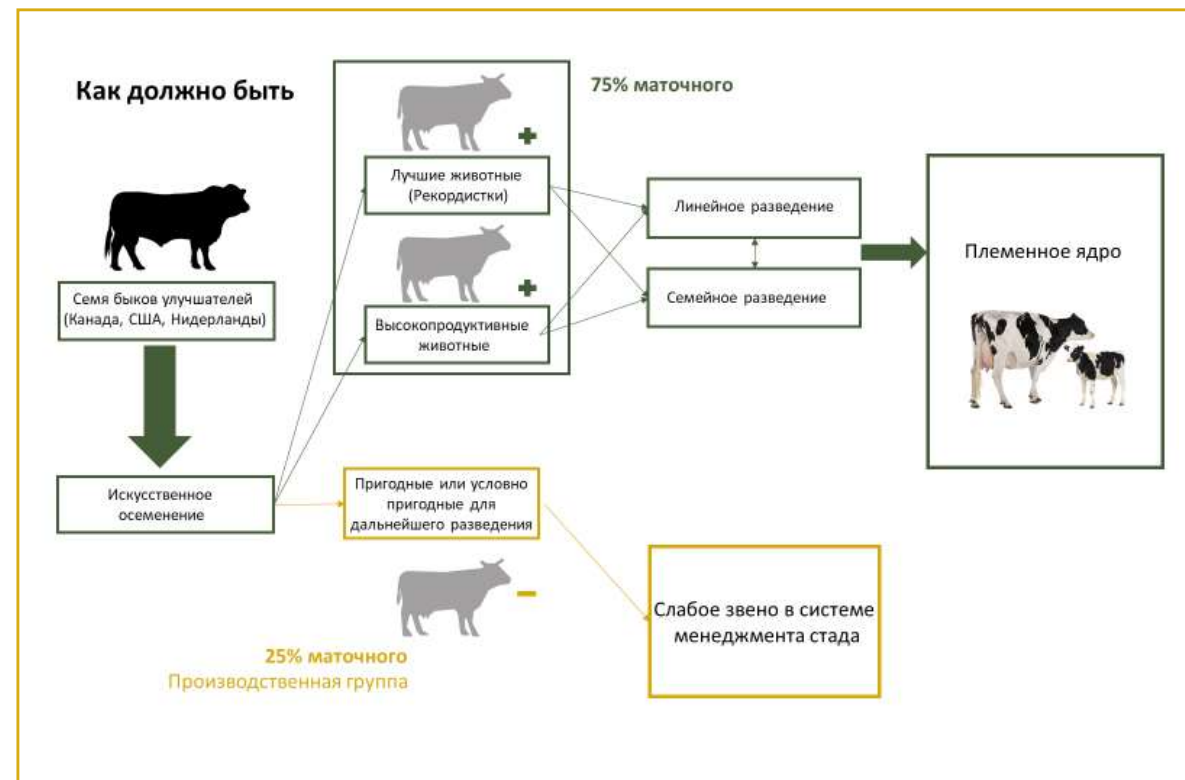 Как должно быть
75% маточного
Лучшие животные
(Рекордистки)
Высокопродуктивные
животные
Семя быков улучшателей
(Канада, США, Нидерланды)
Линейное разведение
Семейное разведение
Племенное ядро
Искусственное
осеменение
Пригодные или условно
пригодные для
дальнейшего разведения
25% маточного
Производственная группа
Слабое звено в системе
менеджмента стада